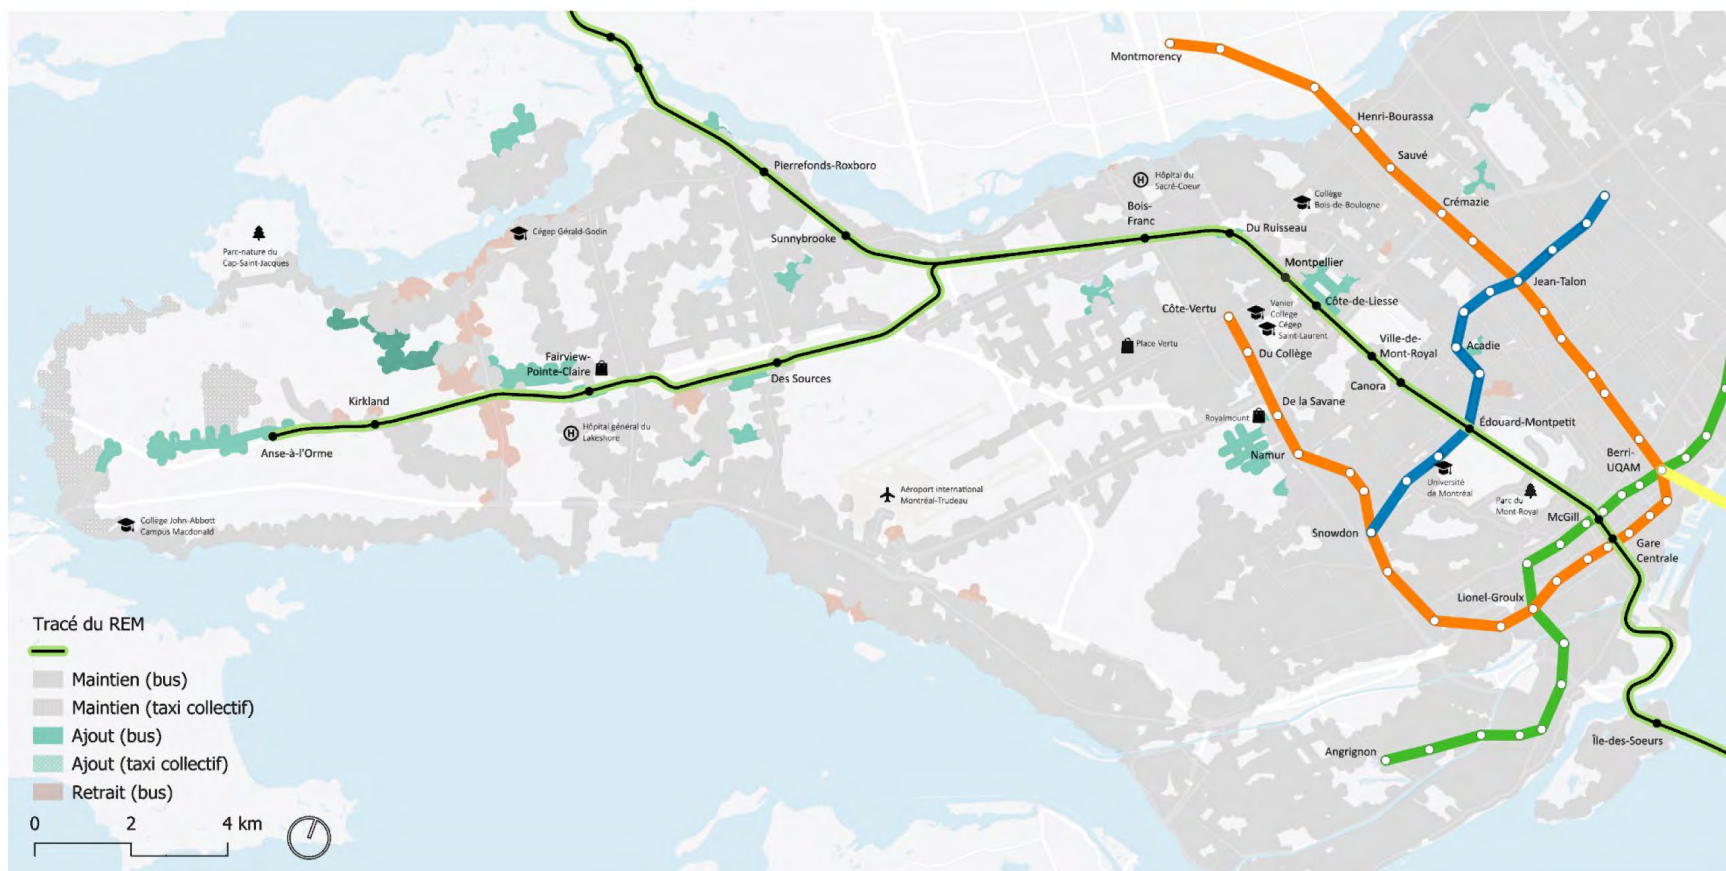 Montmorency
Henri-Bourassa
Sauvé
Crémazie
Jean-Talon
Pierrefonds-Roxboro
Sunnybrooke
Hôpital du
Sacré-Coeur
Bois-
Franc
Collège
Bois-de-Boulogne
Du Ruisseau
Montpellier
Côte-de-Liesse
Parc-nature du
Cap-Saint-Jacques
Cégep Gérald-Godin
Côte-Vertu
Vanier
College
Cégep
Saint-Laurent
Du Collège
Place Vertu
Ville-de-
Mont-Royal
Acadie
Canora
Fairview-
Pointe-Claire
Des Sources
Kirkland
Anse-à-l'Orme
Hôpital général du
Lakeshore
De la Savane
Royalmount
Namur
Édouard-Montpetit
Berri-
UQAM
Université
de Montréal
Parc du
Mont-Royal
McGill
Gare
Centrale
Snowdon
Aéroport international
Montréal-Trudeau
Collège John-Abbott
Campus Macdonald
Lionel-Groulx
Angrignon
Île-des-Soeurs
Tracé du REM
Maintien (bus)
Maintien (taxi collectif)
Ajout (bus)
Ajout (taxi collectif)
Retrait (bus)
0 2 4 km
H
H